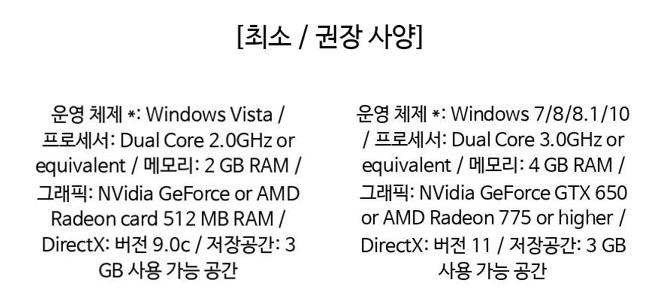 [최소 / 권장 사양]
운영 체제 *: Windows Vista /
프로세서: Dual Core 2.0GHz or
equivalent / 메모리: 2 GB RAM /
그래픽: NVidia GeForce or AMD
Radeon card 512 MB RAM /
DirectX: 버전 9.0c / 저장공간: 3
GB 사용 가능 공간
운영 체제 *: Windows 7/8/8.1/10
/ 프로세서: Dual Core 3.0GHz or
equivalent / 메모리: 4 GB RAM /
그래픽: NVidia GeForce GTX 650
or AMD Radeon 775 or higher /
DirectX: 버전 11 / 저장공간: 3 GB
사용 가능 공간